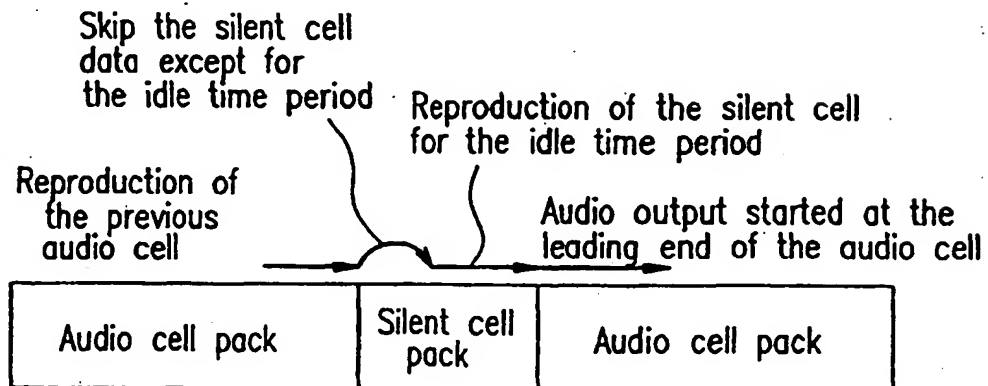 Skip the silent cell
data except for
the idle time period
Reproduction of the silent cell
for the idle time period
Reproduction of
the previous
audio cell
Audio output started at the
leading end of the audio cell
Audio cell pack
Silent cell
pack
Audio cell pack